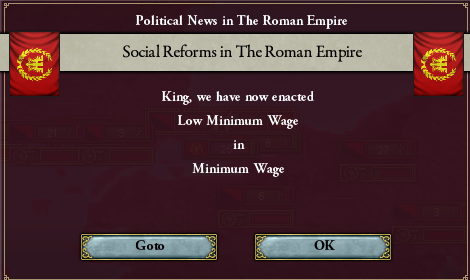 Political News in The Roman Empire
Social Reforms in The Roman Empire
King, we have now enacted
Low Minimum Wage
in
Minimum Wage
Goto
OK